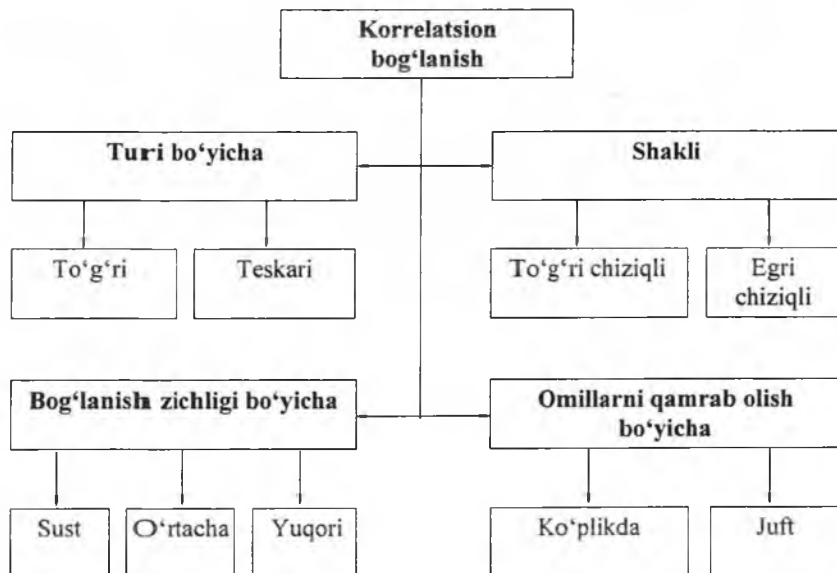 Korrelatsion
bog‘lanish
Turi bo‘yicha
Shakli
To‘g‘ri
Teskari
To‘g‘ri chiziqli
Egri
chiziqli
Bog‘lanish zichligi bo‘yicha
Omillarni qamrab olish
bo‘yicha
Sust
O‘rtacha
Yuqori
Ko‘plikda
Juft